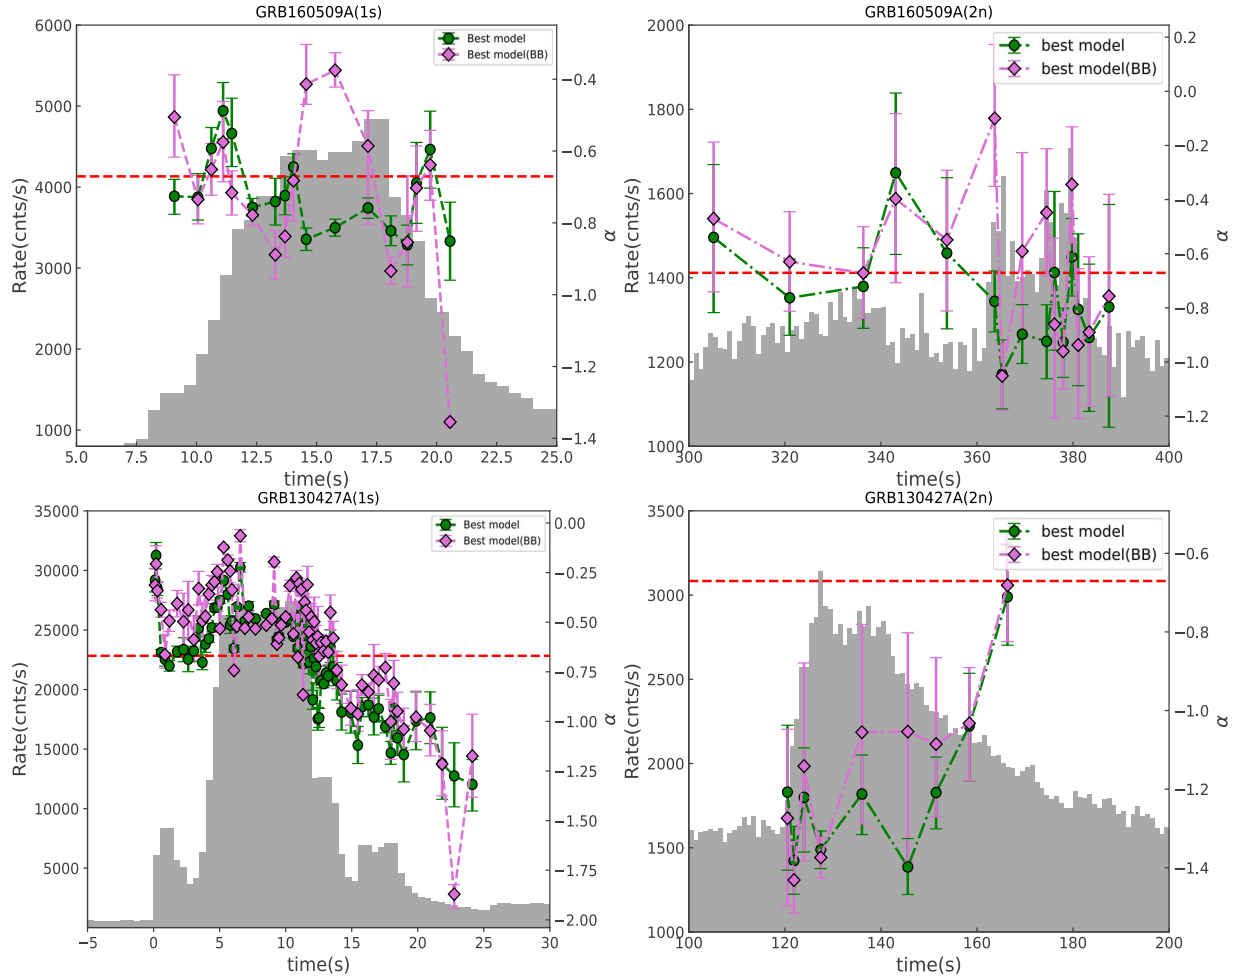 GRB160509A(1s)
6000
5000
4000
3000
2000
1000
Rate(cnts/s)
Best model
Best model(BB)
−0.4
−0.6
−0.8
−1.0
−1.2
−1.4
α
5.0 7.5 10.0 12.5 15.0 17.5 20.0 22.5 25.0
time(s)
GRB160509A(2n)
2000
1800
1600
1400
1200
1000
Rate(cnts/s)
best model
best model(BB)
0.2
0.0
−0.2
−0.4
−0.6
−0.8
−1.0
−1.2
α
300 320 340 360 380 400
time(s)
GRB130427A(1s)
35000
30000
25000
20000
15000
10000
5000
Rate(cnts/s)
Best model
Best model(BB)
0.00
−0.25
−0.50
−0.75
−1.00
−1.25
−1.50
−1.75
−2.00
α
−5 0 5 10 15 20 25 30
time(s)
GRB130427A(2n)
3500
3000
2500
2000
1500
1000
Rate(cnts/s)
best model
best model(BB)
−0.6
−0.8
−1.0
−1.2
−1.4
α
100 120 140 160 180 200
time(s)